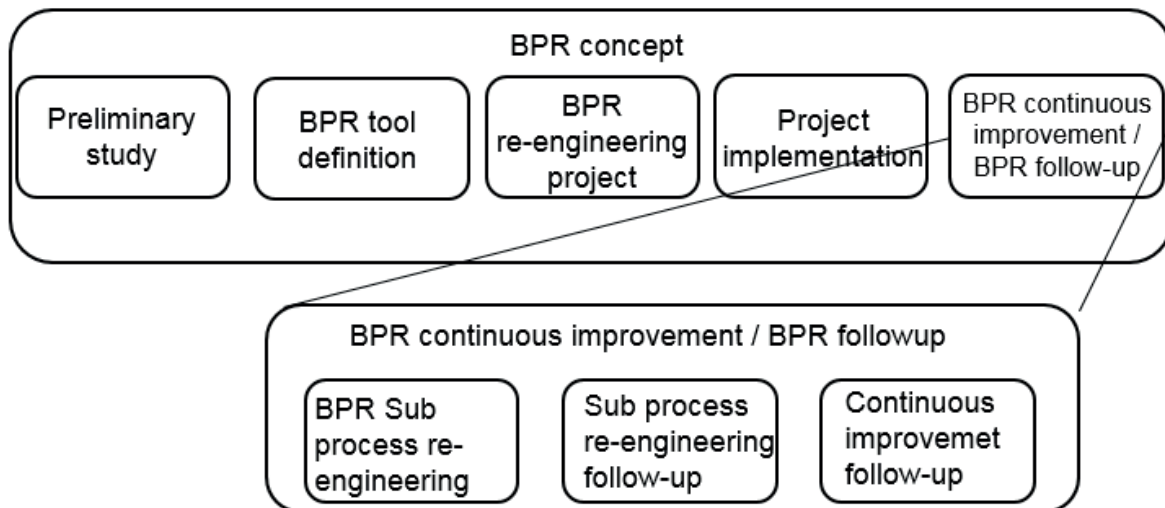 BPR concept
Preliminary
study
BPR tool
definition
BPR
re-engineering
project
Project
implementation
BPR continuous
improvement /
BPR follow-up
BPR continuous improvement / BPR followup
BPR Sub
process re-
engineering
Sub process
re-engineering
follow-up
Continuous
improvemet
follow-up